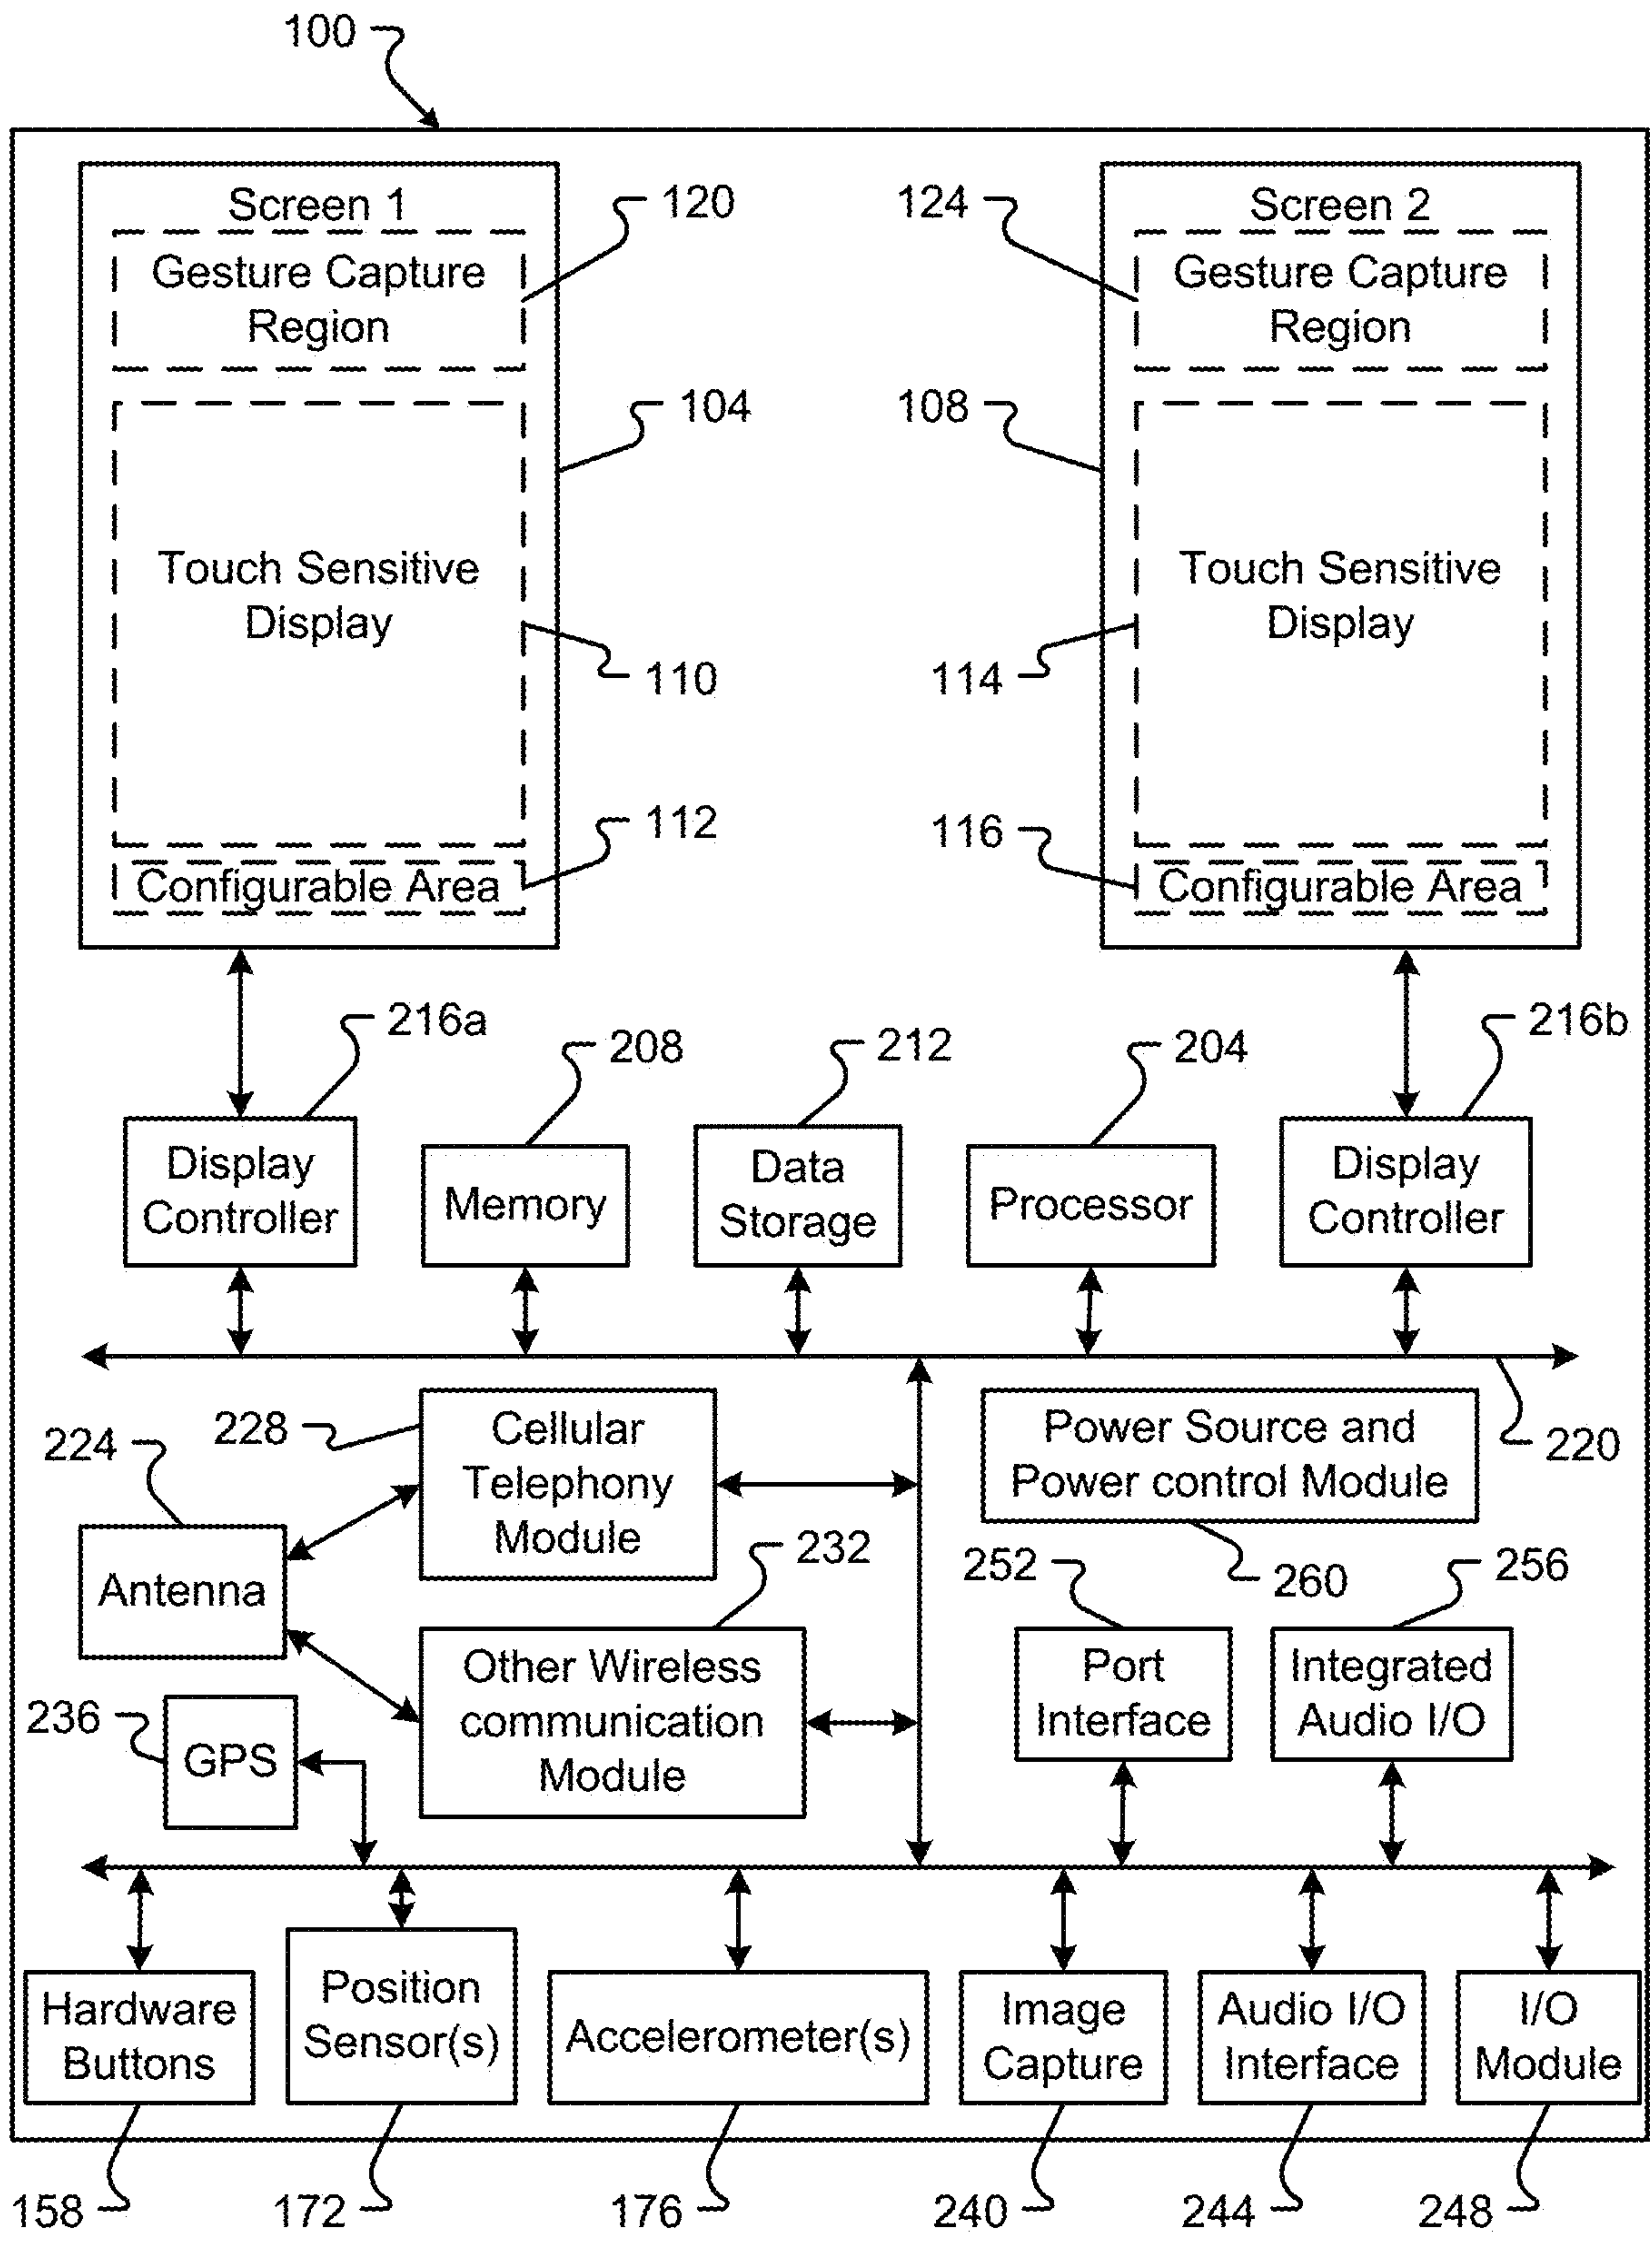 100
Screen 1
120
124
Screen 2
Gesture Capture
Region
Gesture Capture
Region
104
108
Touch Sensitive
Display
Touch Sensitive
Display
110
114
112
116
Configurable Area
Configurable Area
216a
208
212
204
216b
Display
Controller
Memory
Data
Storage
Processor
Display
Controller
224
228
Cellular
Telephony
Module
Power Source and
Power control Module
220
Antenna
232
252
260
256
236
GPS
Other Wireless
communication
Module
Port
Interface
Integrated
Audio I/O
Hardware
Buttons
Position
Sensor(s)
Accelerometer(s)
Image
Capture
Audio I/O
Interface
I/O
Module
158
172
176
240
244
248